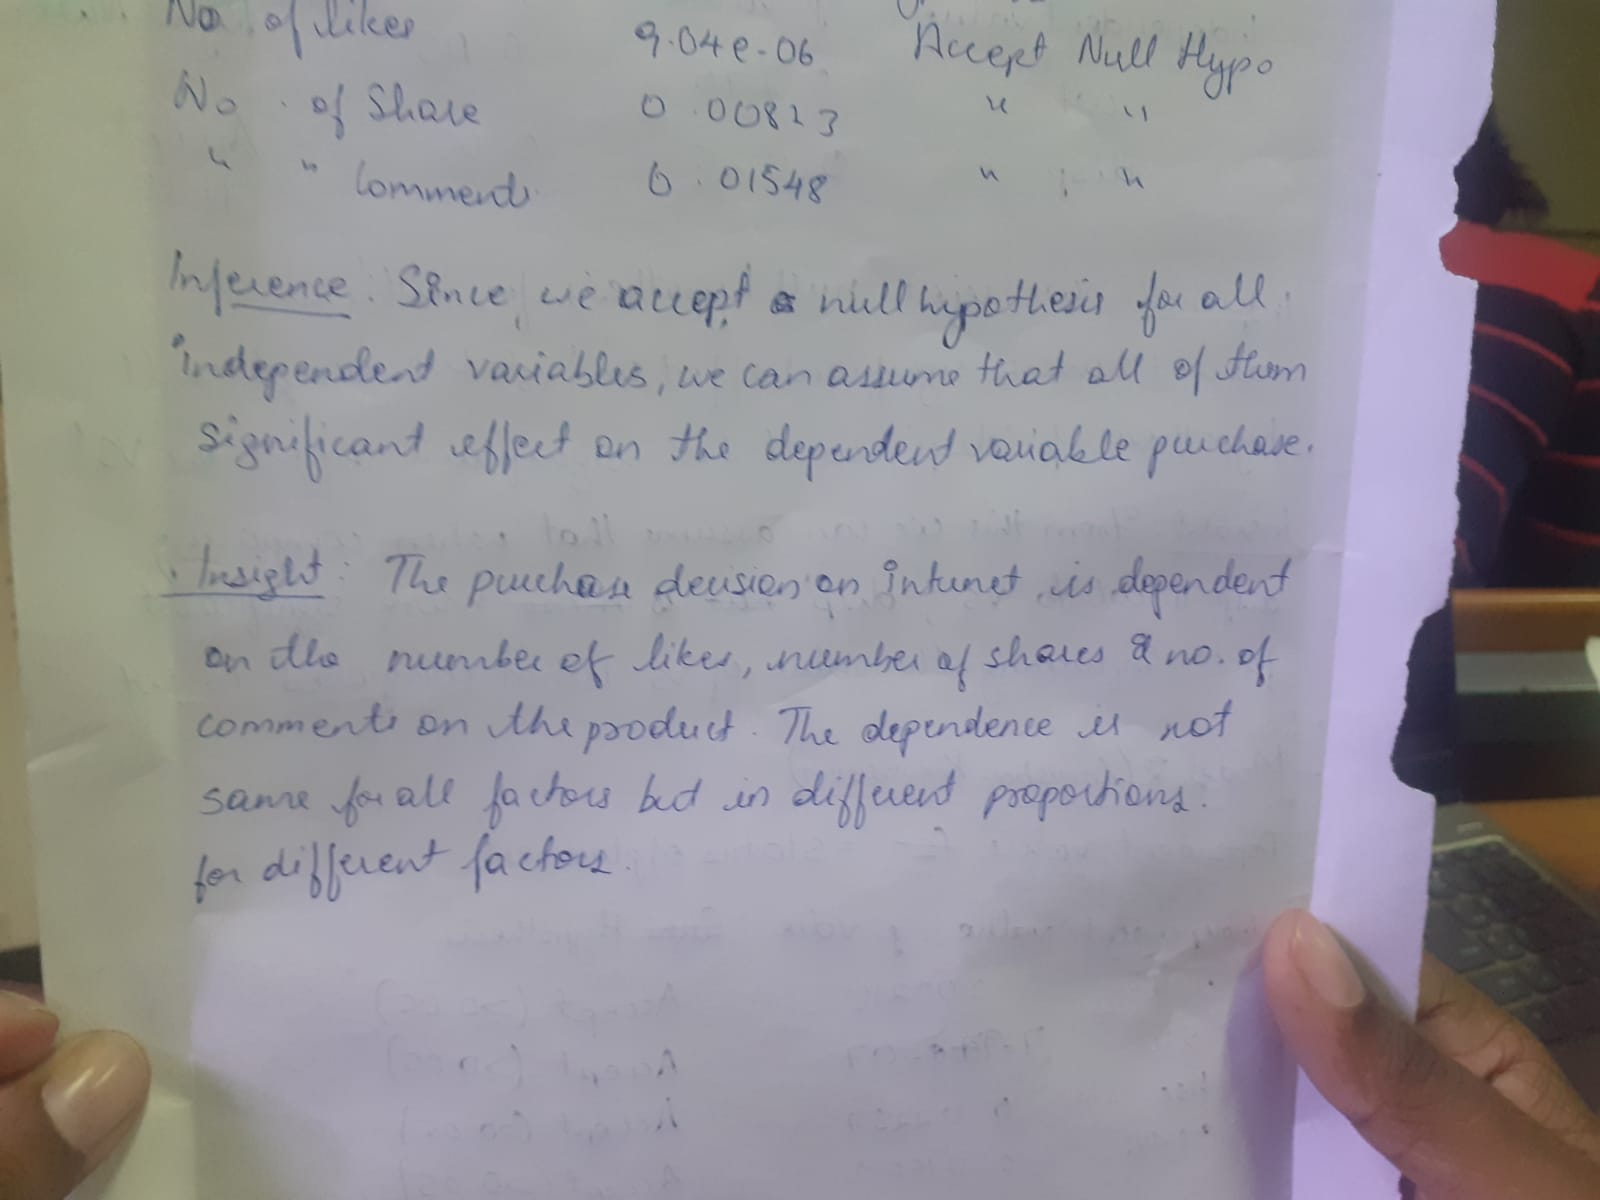 No. of likes 9.04e-06 Accept Null Hypo
No. of Share 0.00823 " "
" " Comments 0.01548 " "
Inference. Since, we accept null hypothesis for all
independent variables, we can assume that all of them
significant effect on the dependent variable purchase.
Insight: The purchase decision on internet is dependent
on the number of likes, number of shares & no. of
comments on the product. The dependence is not
same for all factors but in different proportions.
for different factors.